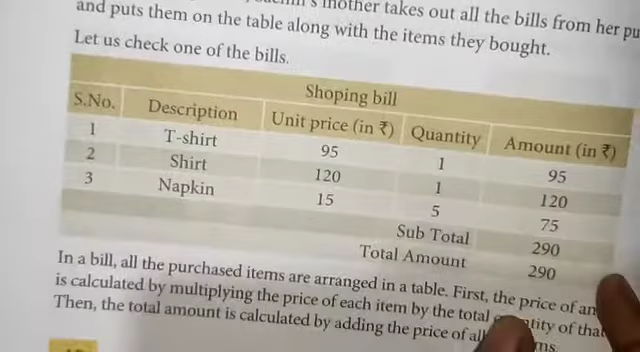 's mother takes out all the bills from her
and puts them on the table along with the items they bought.
Let us check one of the bills.
Shoping bill
S.No. Description Unit price (in ₹) Quantity Amount (in ₹)
1 T-shirt 95 1 95
2 Shirt 120 1 120
3 Napkin 15 5 75
Sub Total 290
Total Amount 290
In a bill, all the purchased items are arranged in a table. First, the price of an
is calculated by multiplying the price of each item by the total of
Then, the total amount is calculated by adding the price of